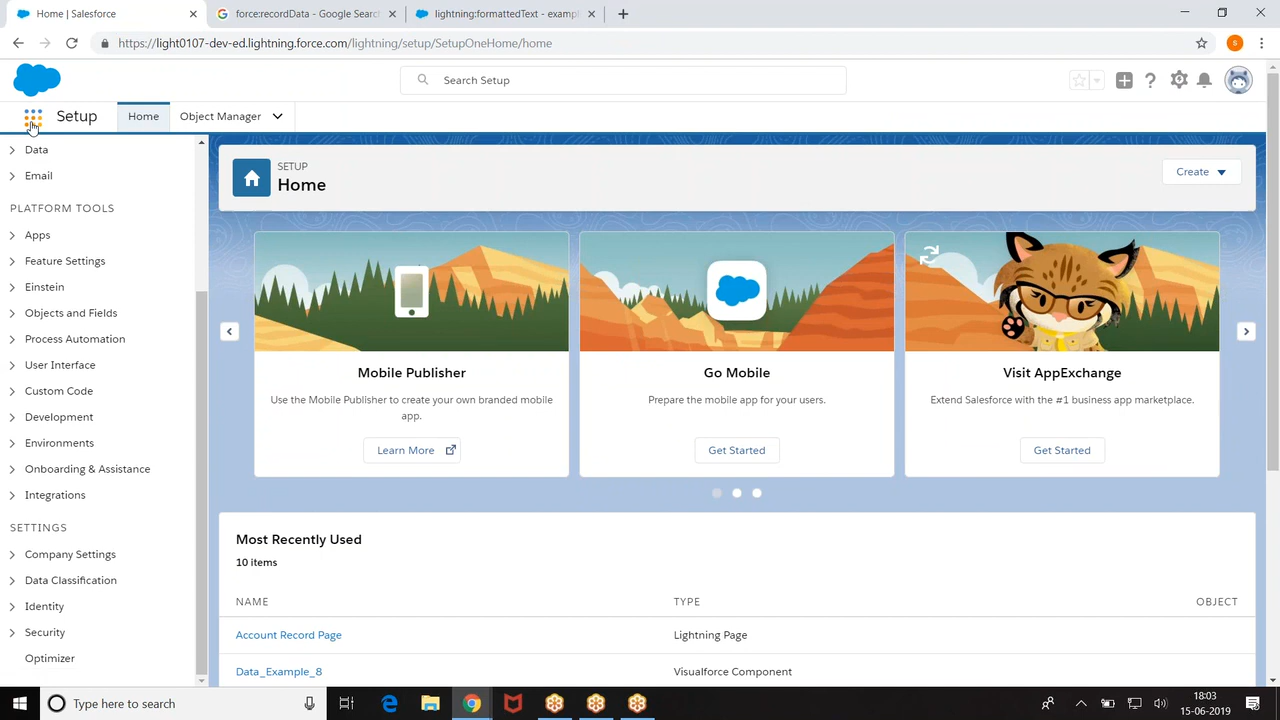 Home | Salesforce
force:recordData - Google Searc
lightning:formattedText - examp
https://light0107-dev-ed.lightning.force.com/lightning/setup/SetupOneHome/home
S
Search Setup
Setup
Home
Object Manager
Data
Email
PLATFORM TOOLS
Apps
Feature Settings
Einstein
Objects and Fields
Process Automation
User Interface
Custom Code
Development
Environments
Onboarding & Assistance
Integrations
SETTINGS
Company Settings
Data Classification
Identity
Security
Optimizer
SETUP
Home
Create
Mobile Publisher
Use the Mobile Publisher to create your own branded mobile
app.
Learn More
Go Mobile
Prepare the mobile app for your users.
Get Started
Visit AppExchange
Extend Salesforce with the #1 business app marketplace.
Get Started
Most Recently Used
10 items
NAME TYPE OBJECT
Account Record Page Lightning Page
Data_Example_8 Visualforce Component
Type here to search
18:03
15-06-2019